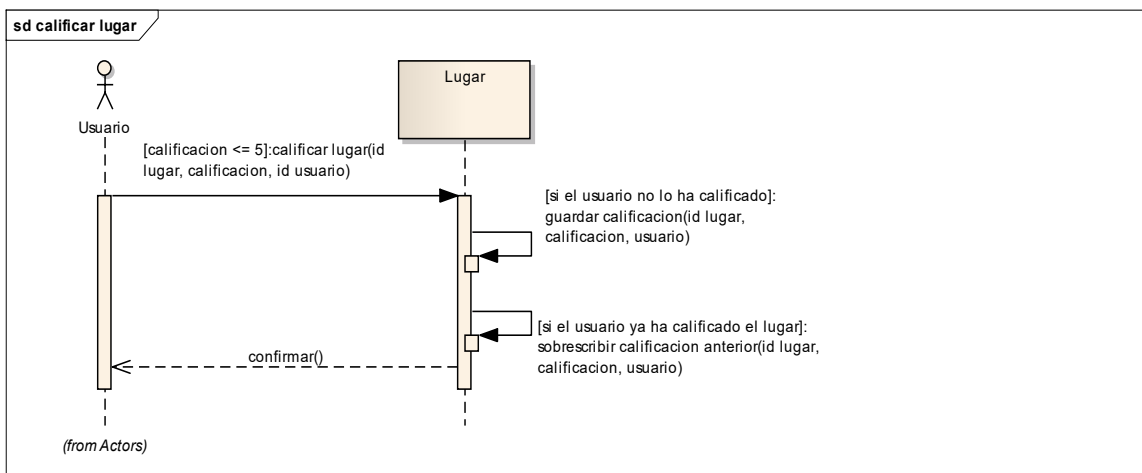 sd calificar lugar
Lugar
Usuario
[calificacion <= 5]:calificar lugar(id
lugar, calificacion, id usuario)
[si el usuario no lo ha calificado]:
guardar calificacion(id lugar,
calificacion, usuario)
[si el usuario ya ha calificado el lugar]:
sobrescribir calificacion anterior(id lugar,
calificacion, usuario)
confirmar()
(from Actors)